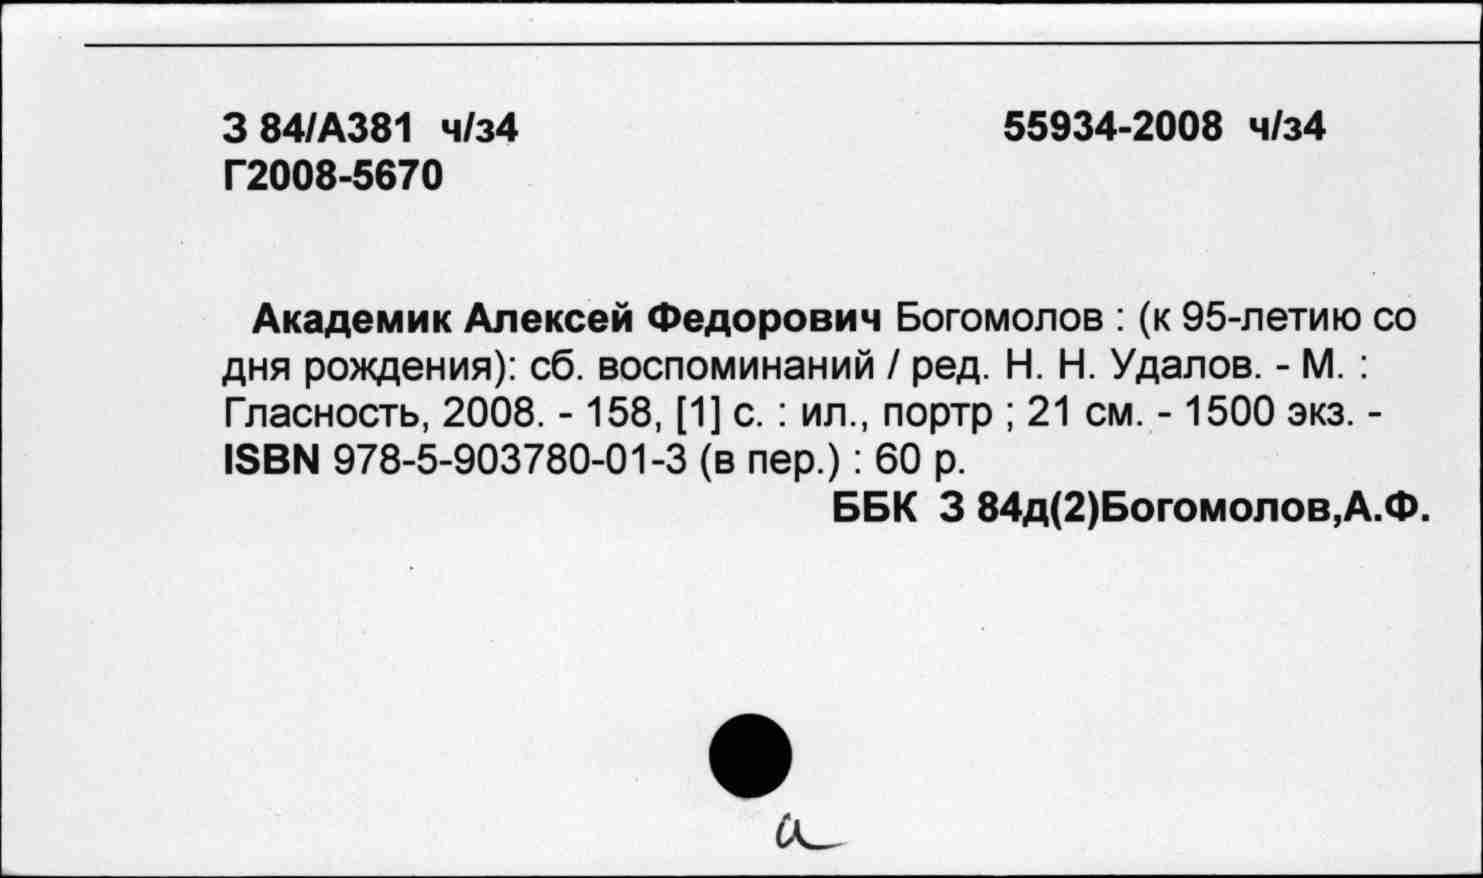 З 84/А381 ч/з4 55934-2008 ч/з4
Г2008-5670
Академик Алексей Федорович Богомолов : (к 95-летию со
дня рождения): сб. воспоминаний / ред. Н. Н. Удалов. - М. :
Гласность, 2008. - 158, [1] с. : ил., портр ; 21 см. - 1500 экз. -
ISBN 978-5-903780-01-3 (в пер.) : 60 р.
ББК З 84д(2)Богомолов,А.Ф.
а